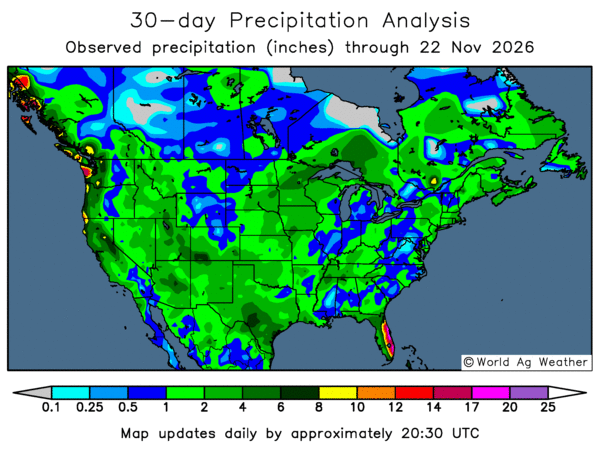 30-day Precipitation Analysis
Observed precipitation (inches) through 22 Nov 2026
© World Ag Weather
0.1 0.25 0.5 1 2 4 6 8 10 12 14 17 20 25
Map updates daily by approximately 20:30 UTC